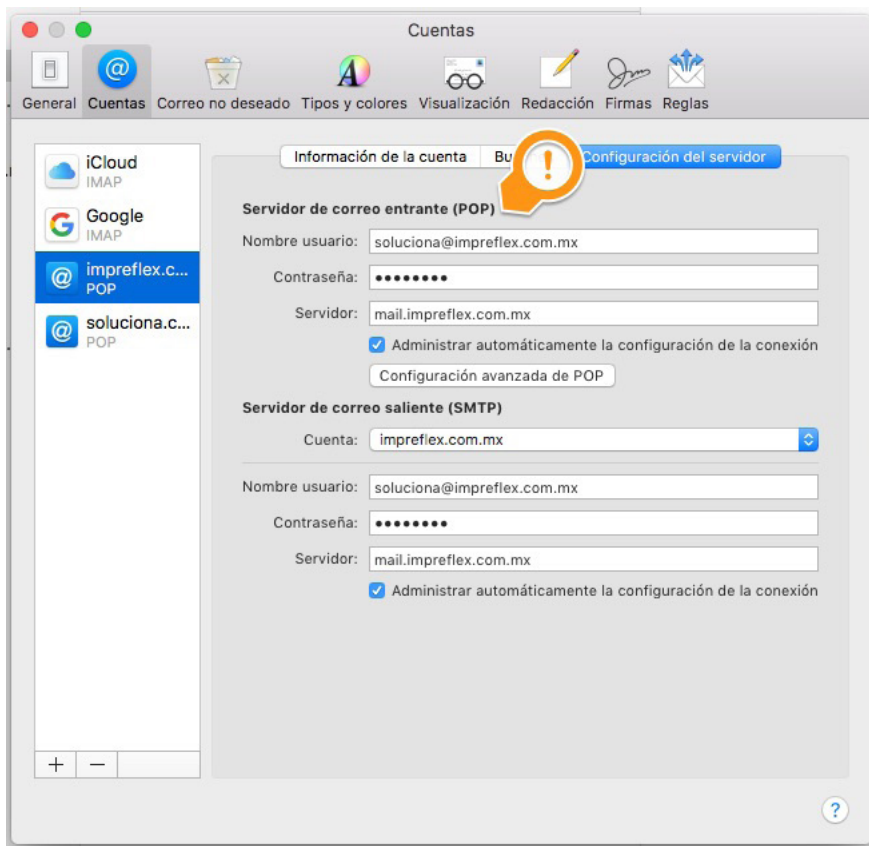 Cuentas
General Cuentas Correo no deseado Tipos y colores Visualización Redacción Firmas Reglas
iCloud
IMAP
Google
IMAP
impreflex.c...
POP
soluciona.c...
POP
Información de la cuenta Bu Configuración del servidor
!
Servidor de correo entrante (POP)
Nombre usuario: soluciona@impreflex.com.mx
Contraseña: ••••••••
Servidor: mail.impreflex.com.mx
Administrar automáticamente la configuración de la conexión
Configuración avanzada de POP
Servidor de correo saliente (SMTP)
Cuenta: impreflex.com.mx
Nombre usuario: soluciona@impreflex.com.mx
Contraseña: ••••••••
Servidor: mail.impreflex.com.mx
Administrar automáticamente la configuración de la conexión
+ −
?